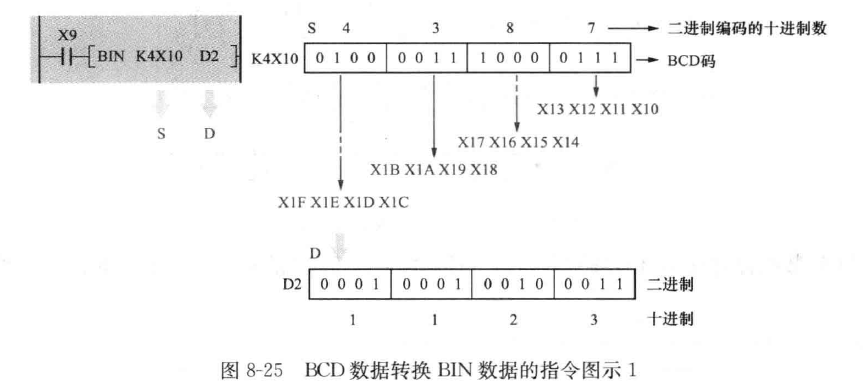 S 4 3 8 7 二进制编码的十进制数
X9
BIN K4X10 D2 K4X10 0 1 0 0 0 0 1 1 1 0 0 0 0 1 1 1 BCD码
X13 X12 X11 X10
S D
X17 X16 X15 X14
X1B X1A X19 X18
X1F X1E X1D X1C
D
D2 0 0 0 1 0 0 0 1 0 0 1 0 0 0 1 1 二进制
1 1 2 3 十进制
图 8-25 BCD 数据转换 BIN 数据的指令图示 1